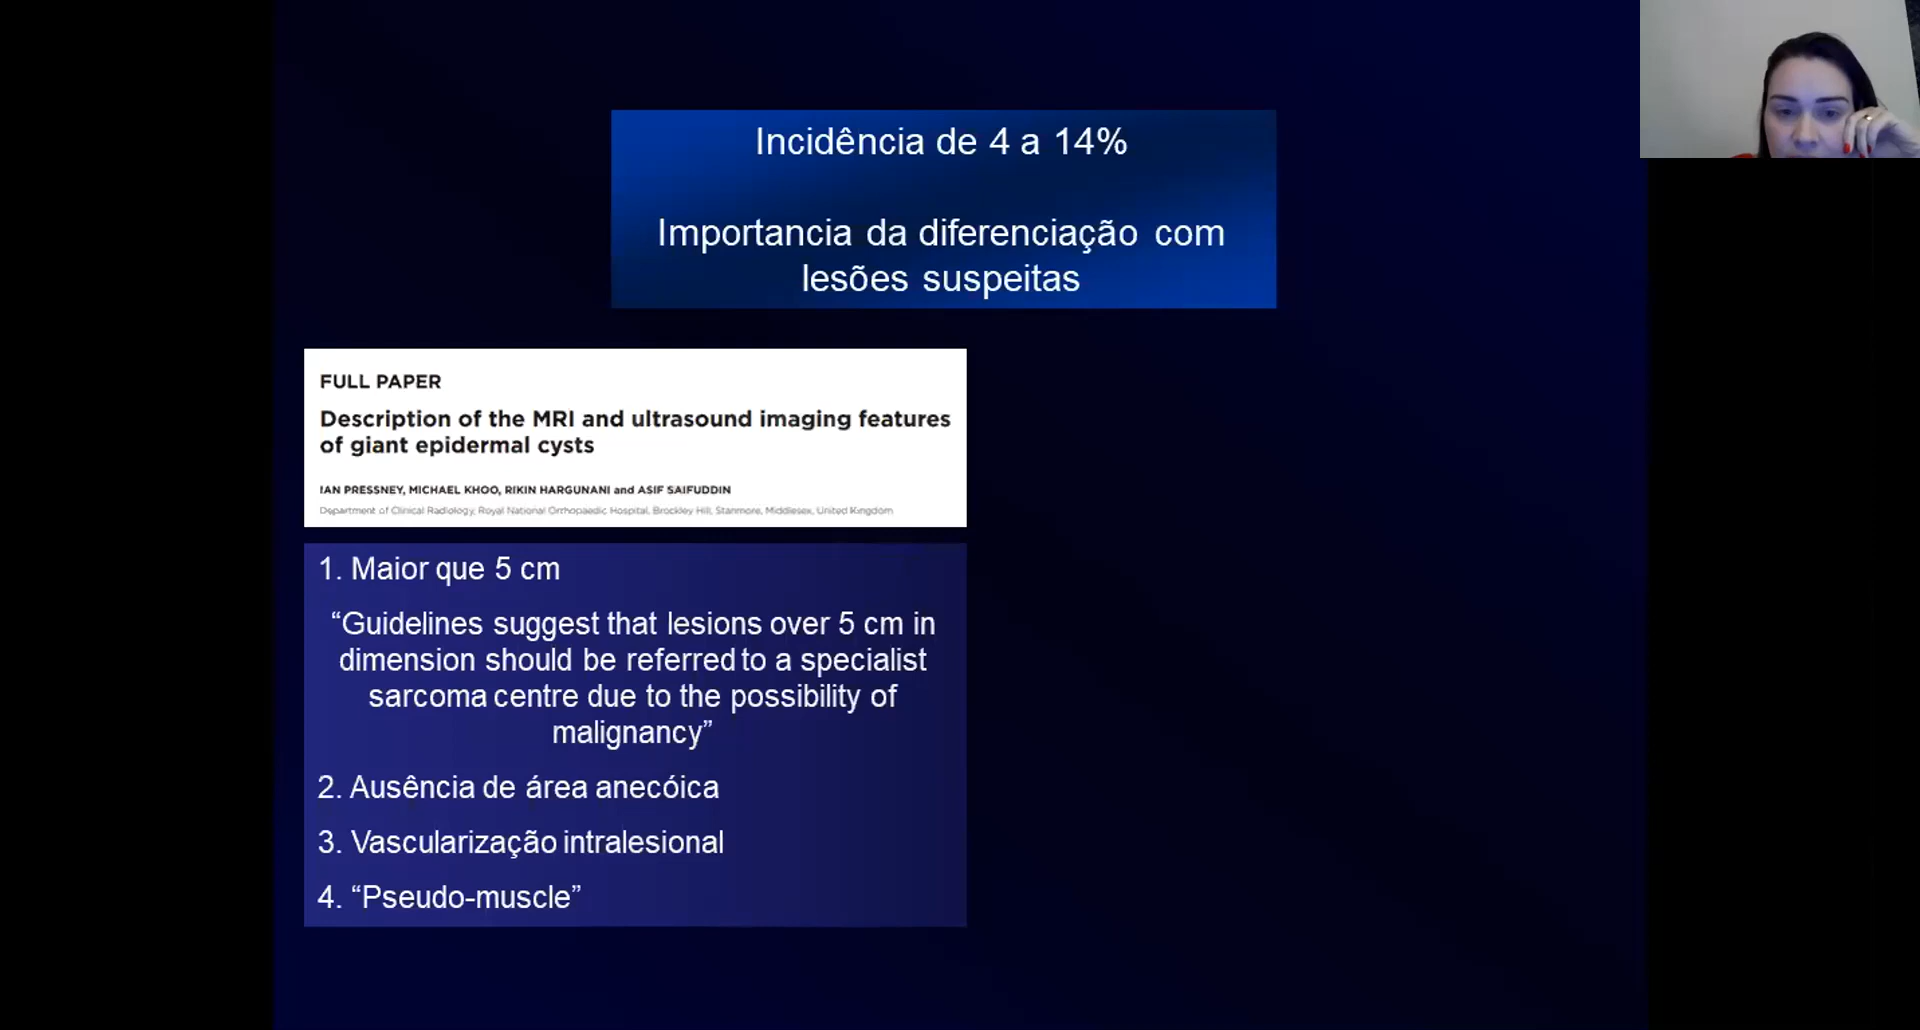 Incidência de 4 a 14%
Importancia da diferenciação com
lesões suspeitas
FULL PAPER
Description of the MRI and ultrasound imaging features
of giant epidermal cysts
IAN PRESSNEY, MICHAEL KHOO, RIKIN HARGUNANI and ASIF SAIFUDDIN
Department of Clinical Radiology, Royal National Orthopaedic Hospital, Brockley Hill, Stanmore, Middlesex, United Kingdom
1. Maior que 5 cm
“Guidelines suggest that lesions over 5 cm in
dimension should be referred to a specialist
sarcoma centre due to the possibility of
malignancy”
2. Ausência de área anecóica
3. Vascularização intralesional
4. “Pseudo-muscle”